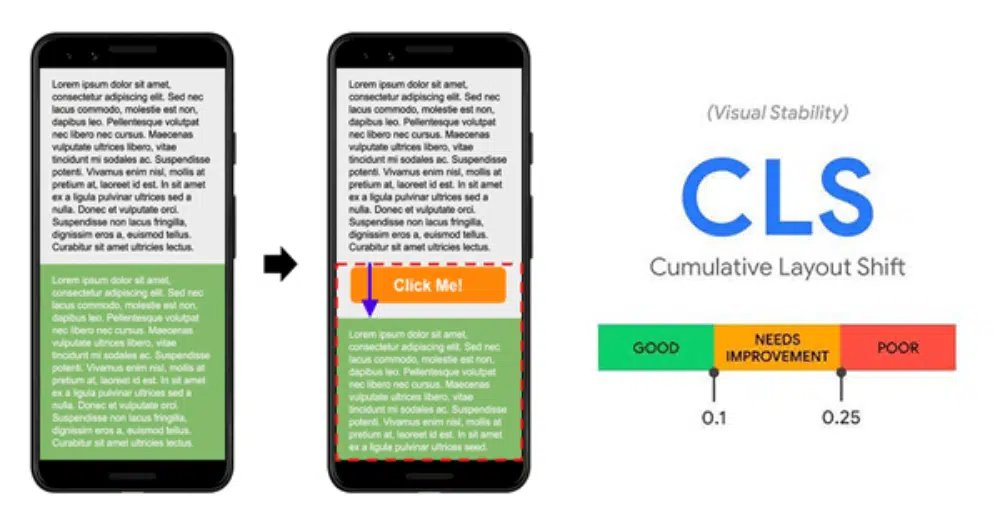 Lorem ipsum dolor sit amet,
consectetur adipiscing elit. Sed nec
lacus commodo, molestie est non,
dapibus leo. Pellentesque volutpat
nec libero nec cursus. Maecenas
vulputate ultrices libero, vitae
tincidunt mi sodales ac. Suspendisse
potenti. Vivamus enim nisl, mollis at
pretium at, laoreet id est. In sit amet
ex a ligula pulvinar ultrices sed a
nulla. Donec et vulputate orci.
Suspendisse non lacus fringilla,
dignissim eros a, euismod tellus.
Curabitur sit amet ultricies lectus.
Lorem ipsum dolor sit amet,
consectetur adipiscing elit. Sed nec
lacus commodo, molestie est non,
dapibus leo. Pellentesque volutpat
nec libero nec cursus. Maecenas
vulputate ultrices libero, vitae
tincidunt mi sodales ac. Suspendisse
potenti. Vivamus enim nisl, mollis at
pretium at, laoreet id est. In sit amet
ex a ligula pulvinar ultrices sed a
nulla. Donec et vulputate orci.
Suspendisse non lacus fringilla,
dignissim eros a, euismod tellus.
Curabitur sit amet ultricies lectus.
Lorem ipsum dolor sit amet,
consectetur adipiscing elit. Sed nec
lacus commodo, molestie est non,
dapibus leo. Pellentesque volutpat
nec libero nec cursus. Maecenas
vulputate ultrices libero, vitae
tincidunt mi sodales ac. Suspendisse
potenti. Vivamus enim nisl, mollis at
pretium at, laoreet id est. In sit amet
ex a ligula pulvinar ultrices sed a
nulla. Donec et vulputate orci.
Suspendisse non lacus fringilla,
dignissim eros a, euismod tellus.
Curabitur sit amet ultricies lectus.
Click Me!
Lorem ipsum dolor sit amet,
consectetur adipiscing elit. Sed nec
lacus commodo, molestie est non,
dapibus leo. Pellentesque volutpat
nec libero nec cursus. Maecenas
vulputate ultrices libero, vitae
tincidunt mi sodales ac. Suspendisse
potenti. Vivamus enim nisl, mollis at
pretium at, laoreet id est. In sit amet
ex a ligula pulvinar ultrices seed.
(Visual Stability)
CLS
Cumulative Layout Shift
GOOD
NEEDS
IMPROVEMENT
POOR
0.1
0.25